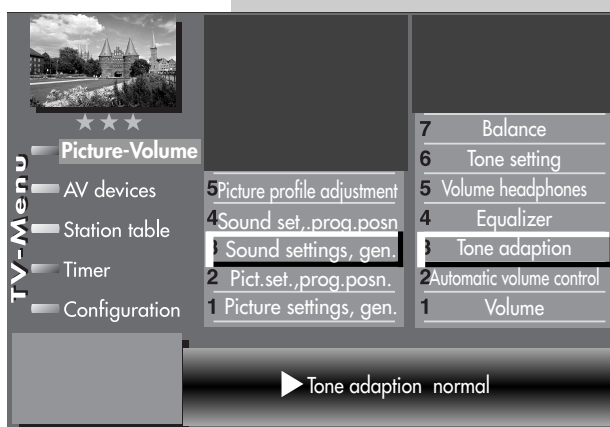 TV-Menu
Picture-Volume
AV devices
Station table
Timer
Configuration
5 Picture profile adjustment
4 Sound set,.prog.posn
3 Sound settings, gen.
2 Pict.set.,prog.posn.
1 Picture settings, gen.
7 Balance
6 Tone setting
5 Volume headphones
4 Equalizer
3 Tone adaption
2 Automatic volume control
1 Volume
Tone adaption normal